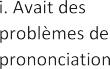 i. Avait des
problèmes de
prononciation